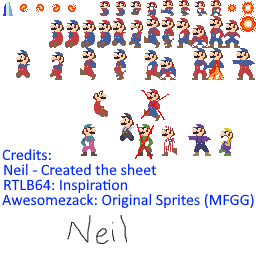 Credits:
Neil - Created the sheet
RTLB64: Inspiration
Awesomezack: Original Sprites (MFGG)
Neil